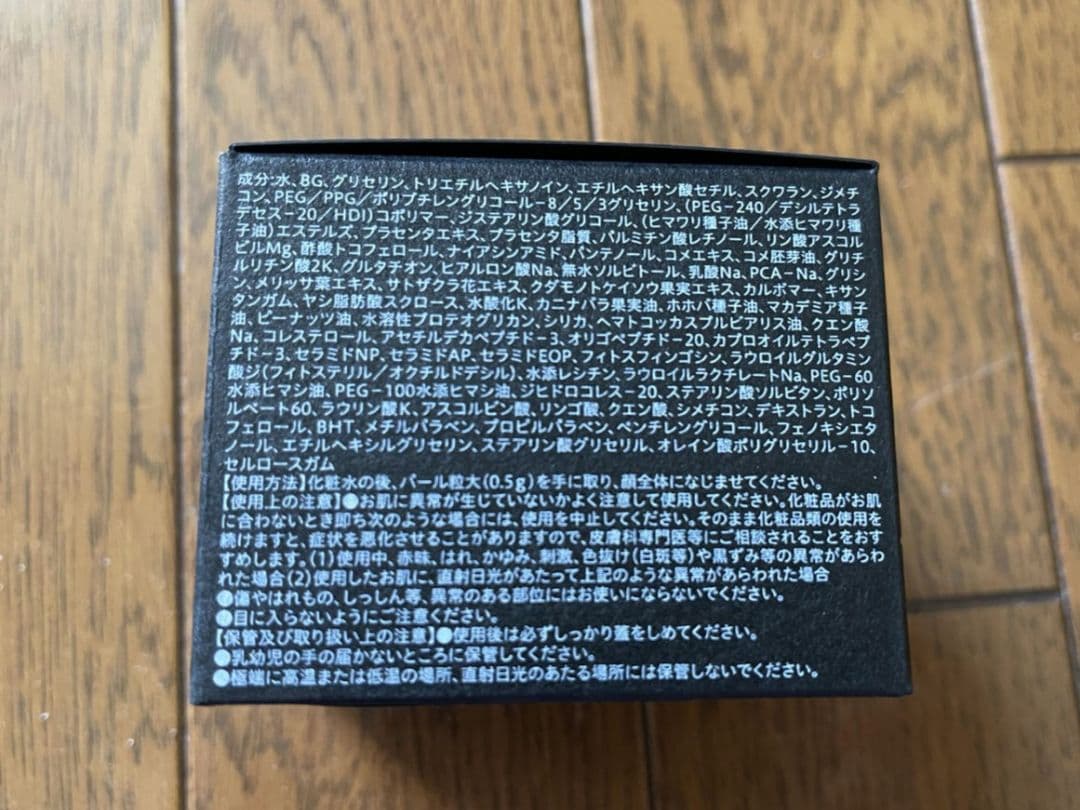 成分:水、BG、グリセリン、トリエチルヘキサノイン、エチルヘキサン酸セチル、スクワラン、ジメチ
コン、PEG/PPG/ポリブチレングリコール-8/5/3グリセリン、(PEG-240/デシルテトラ
デセス-20/HDI)コポリマー、ジステアリン酸グリコール、(ヒマワリ種子油/水添ヒマワリ種
子油)エステルズ、プラセンタエキス、プラセンタ脂質、パルミチン酸レチノール、リン酸アスコル
ビルMg、酢酸トコフェロール、ナイアシンアミド、パンテノール、コメエキス、コメ胚芽油、グリチ
ルリチン酸2K、グルタチオン、ヒアルロン酸Na、無水ソルビトール、乳酸Na、PCA-Na、グリシ
ン、メリッサ葉エキス、サトザクラ花エキス、クダモノトケイソウ果実エキス、カルボマー、キサン
タンガム、ヤシ脂肪酸スクロース、水酸化K、カニナバラ果実油、ホホバ種子油、マカデミア種子
油、ピーナッツ油、水溶性プロテオグリカン、シリカ、ヘマトコッカスプルビアリス油、クエン酸
Na、コレステロール、アセチルデカペプチド-3、オリゴペプチド-20、カプロオイルテトラペプ
チド-3、セラミドNP、セラミドAP、セラミドEOP、フィトスフィンゴシン、ラウロイルグルタミン
酸ジ(フィトステリル/オクチルドデシル)、水添レシチン、ラウロイルラクチレートNa、PEG-60
水添ヒマシ油、PEG-100水添ヒマシ油、ジヒドロコレス-20、ステアリン酸ソルビタン、ポリソ
ルベート60、ラウリン酸K、アスコルビン酸、リンゴ酸、クエン酸、シメチコン、デキストラン、トコ
フェロール、BHT、メチルパラベン、プロピルパラベン、ペンチレングリコール、フェノキシエタ
ノール、エチルヘキシルグリセリン、ステアリン酸グリセリル、オレイン酸ポリグリセリル-10、
セルロースガム
【使用方法】化粧水の後、パール粒大(0.5g)を手に取り、顔全体になじませてください。
【使用上の注意】●お肌に異常が生じていないかよく注意して使用してください。化粧品がお肌
に合わないとき即ち次のような場合には、使用を中止してください。そのまま化粧品類の使用を
続けますと、症状を悪化させることがありますので、皮膚科専門医等にご相談されることをおす
すめします。(1)使用中、赤味、はれ、かゆみ、刺激、色抜け(白斑等)や黒ずみ等の異常があらわ
れた場合(2)使用したお肌に、直射日光があたって上記のような異常があらわれた場合
●傷やはれもの、しっしん等、異常のある部位にはお使いにならないでください。
●目に入らないようにご注意ください。
【保管及び取り扱い上の注意】●使用後は必ずしっかり蓋をしめてください。
●乳幼児の手の届かないところに保管してください。
●極端に高温または低温の場所、直射日光のあたる場所には保管しないでください。